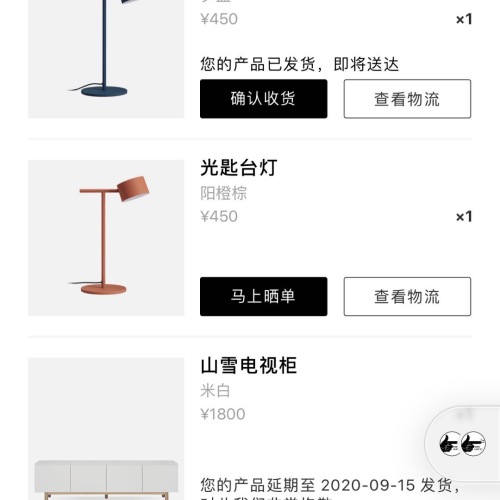 ¥450
×1
您的产品已发货，即将送达
确认收货
查看物流
光匙台灯
阳橙棕
¥450
×1
马上晒单
查看物流
山雪电视柜
米白
¥1800
您的产品延期至 2020-09-15 发货，